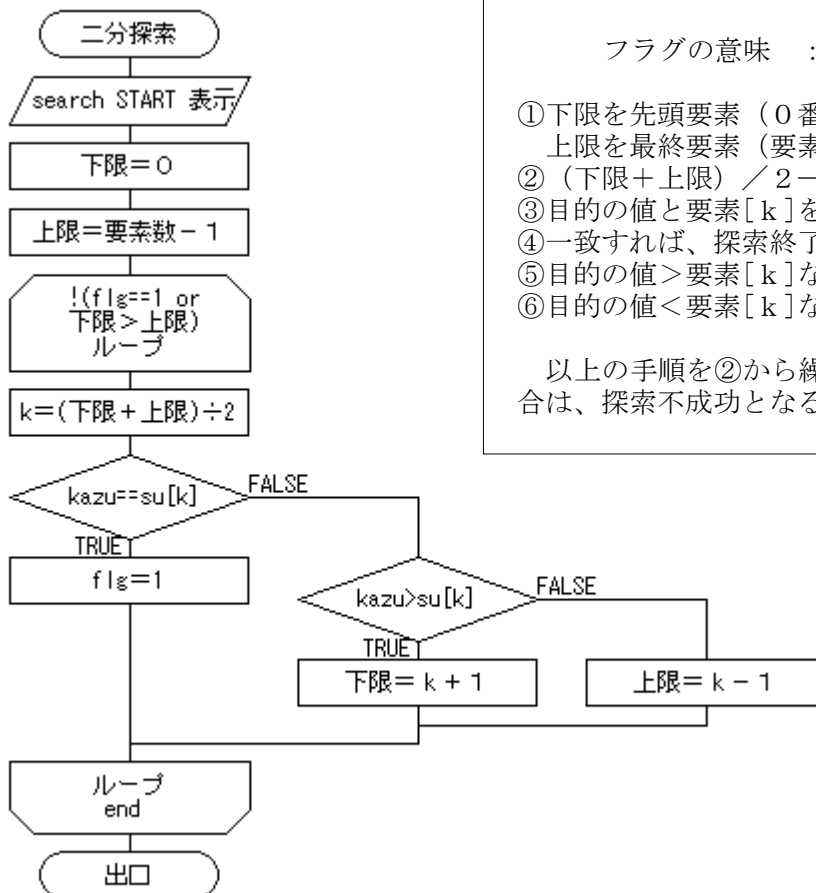 二分探索
search START 表示
下限＝０
上限＝要素数－１
!(flg==1 or
下限＞上限)
ループ
k＝(下限＋上限)÷2
kazu==su[k]
FALSE
TRUE
flg＝1
kazu>su[k]
FALSE
TRUE
下限＝ｋ＋１
上限＝ｋ－１
ループ
end
出口
フラグの意味　：
①下限を先頭要素（０番
上限を最終要素（要素
②（下限＋上限）／２－
③目的の値と要素[ｋ]を
④一致すれば、探索終了
⑤目的の値＞要素[ｋ]な
⑥目的の値＜要素[ｋ]な
以上の手順を②から繰
合は、探索不成功となる